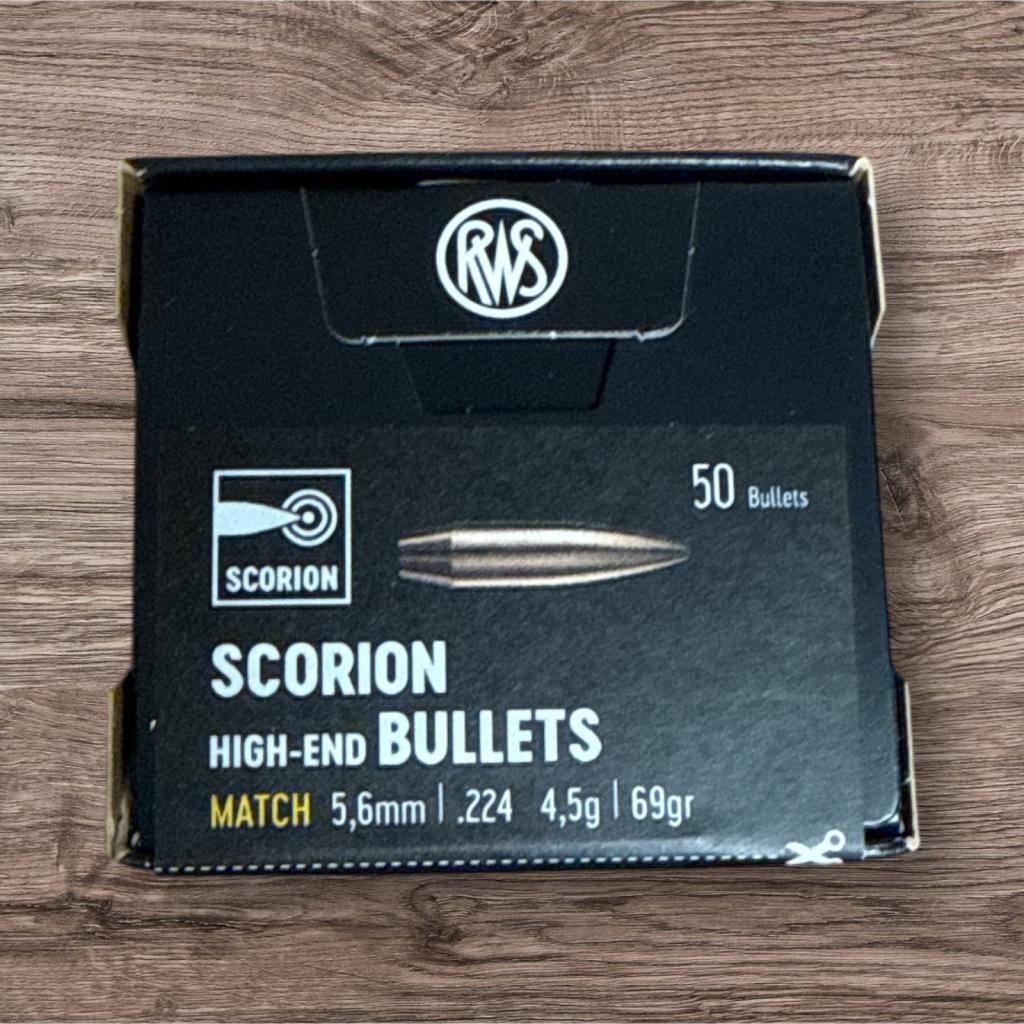 RWS
50 Bullets
SCORION
SCORION
HIGH-END BULLETS
MATCH 5,6mm | .224 4,5g | 69gr